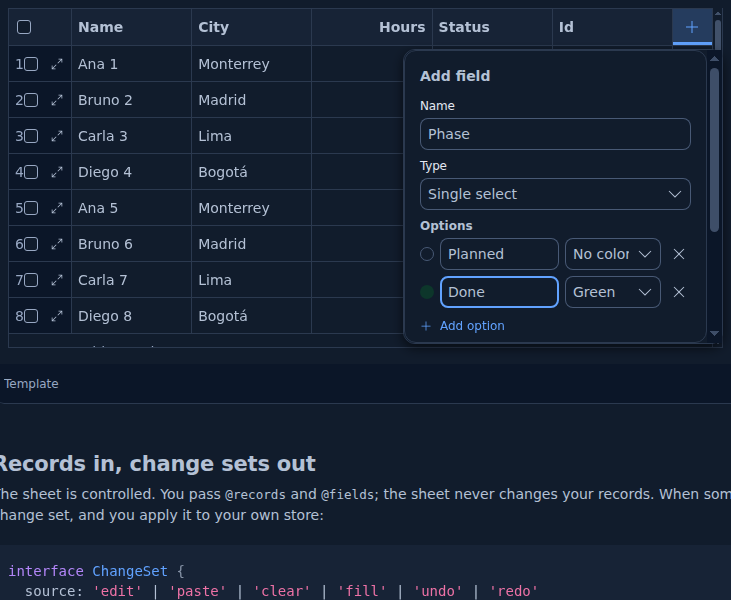 Name City Hours Status Id +
1 Ana 1 Monterrey
2 Bruno 2 Madrid
3 Carla 3 Lima
4 Diego 4 Bogotá
5 Ana 5 Monterrey
6 Bruno 6 Madrid
7 Carla 7 Lima
8 Diego 8 Bogotá
Add field
Name
Phase
Type
Single select
Options
Planned No color
Done Green
+ Add option
Template
Records in, change sets out
The sheet is controlled. You pass @records and @fields; the sheet never changes your records. When som
hange set, and you apply it to your own store:
interface ChangeSet {
source: 'edit' | 'paste' | 'clear' | 'fill' | 'undo' | 'redo'